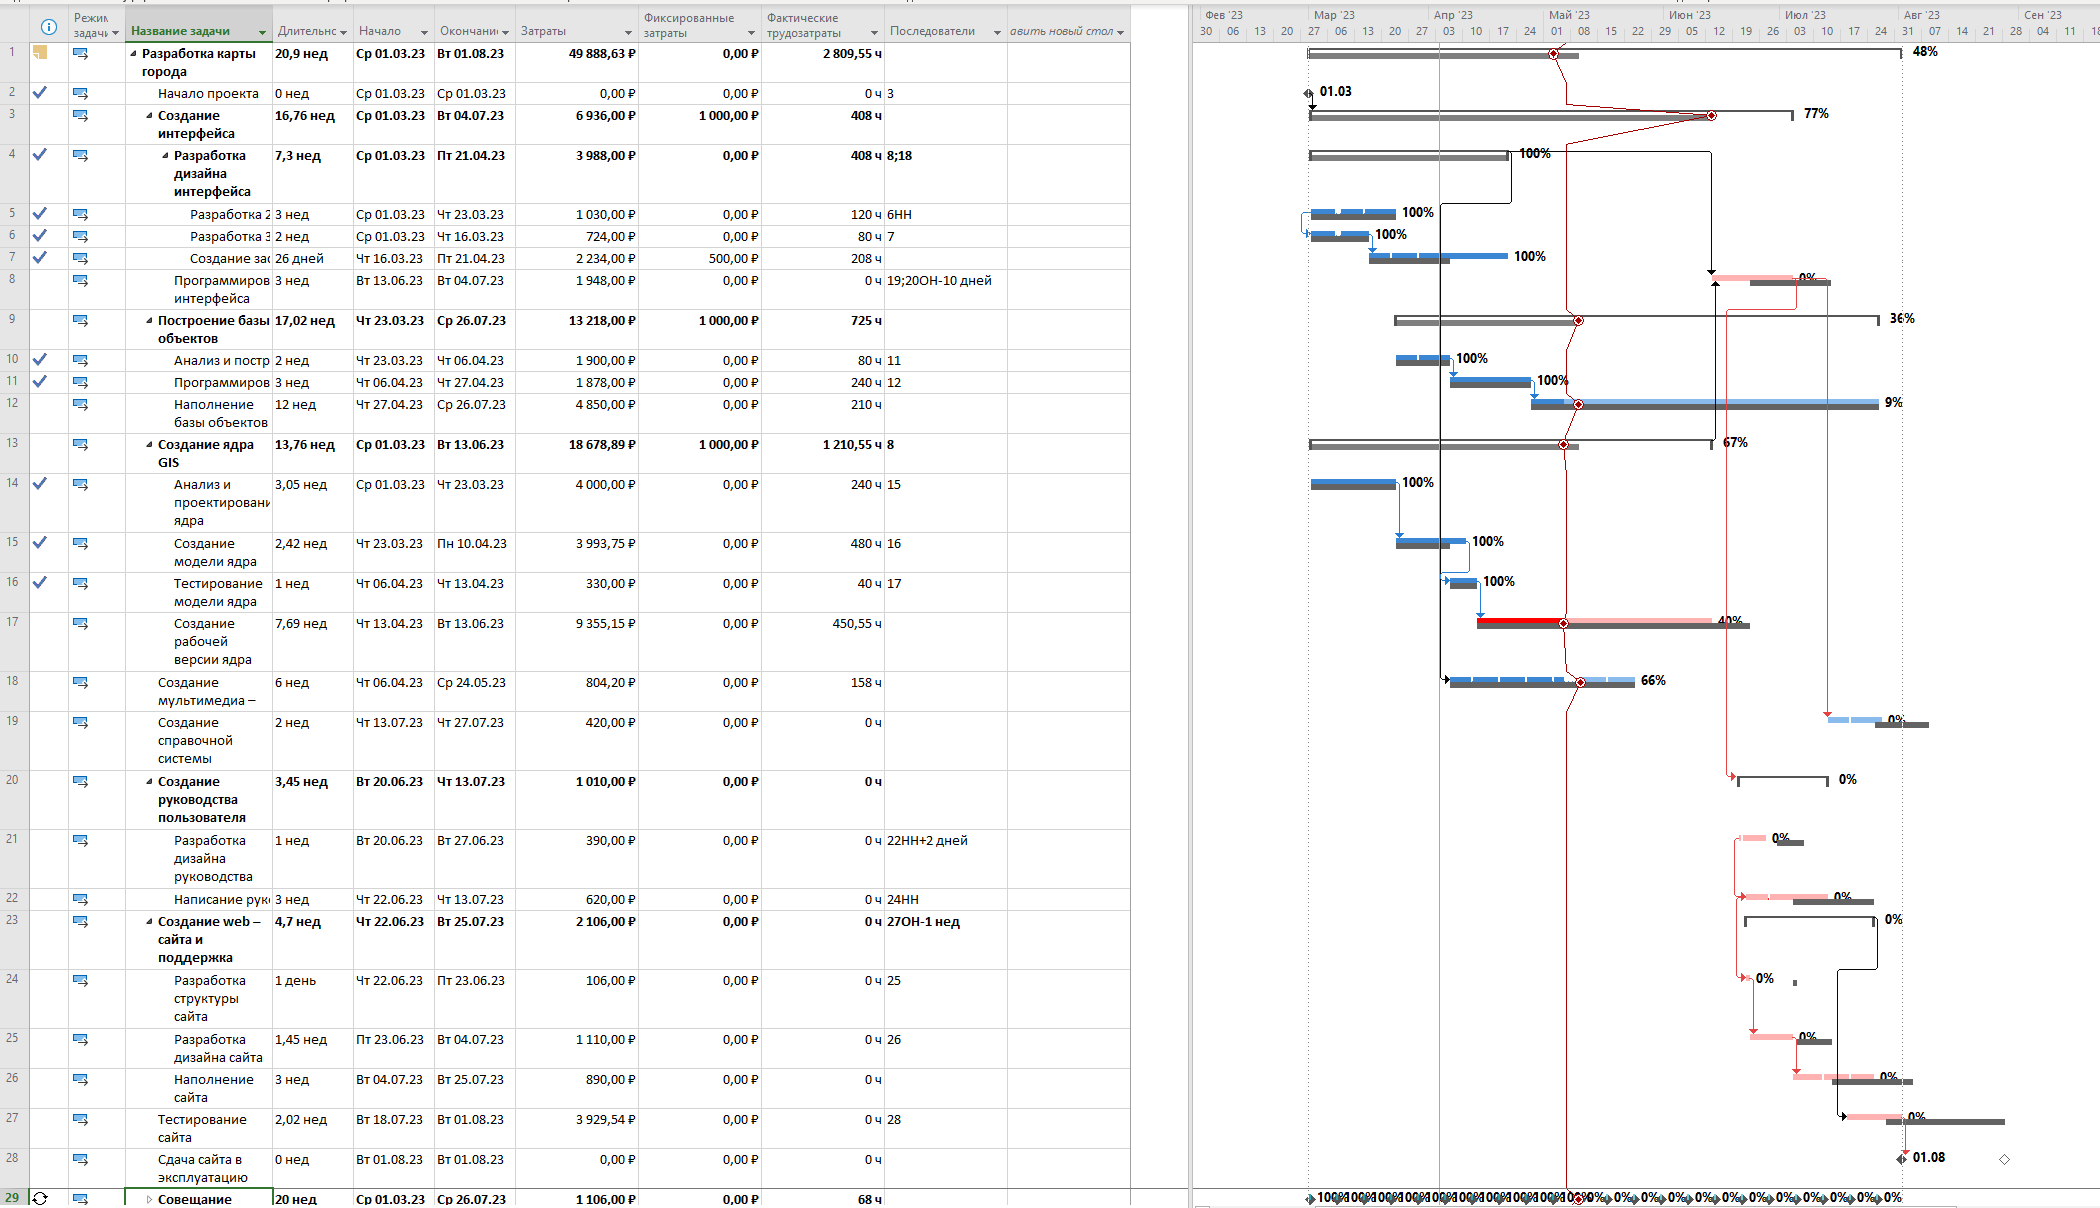 Режим задачи Название задачи Длительнс Начало Окончание Затраты Фиксированные затраты Фактические трудозатраты Последователи авить новый стол
1 Разработка карты города 20,9 нед Ср 01.03.23 Вт 01.08.23 49 888,63 ₽ 0,00 ₽ 2 809,55 ч
2 Начало проекта 0 нед Ср 01.03.23 Ср 01.03.23 0,00 ₽ 0,00 ₽ 0 ч 3
3 Создание интерфейса 16,76 нед Ср 01.03.23 Вт 04.07.23 6 936,00 ₽ 1 000,00 ₽ 408 ч
4 Разработка дизайна интерфейса 7,3 нед Ср 01.03.23 Пт 21.04.23 3 988,00 ₽ 0,00 ₽ 408 ч 8;18
5 Разработка 2 3 нед Ср 01.03.23 Чт 23.03.23 1 030,00 ₽ 0,00 ₽ 120 ч 6НН
6 Разработка 3 2 нед Ср 01.03.23 Чт 16.03.23 724,00 ₽ 0,00 ₽ 80 ч 7
7 Создание зас 26 дней Чт 16.03.23 Пт 21.04.23 2 234,00 ₽ 500,00 ₽ 208 ч
8 Программиров интерфейса 3 нед Вт 13.06.23 Вт 04.07.23 1 948,00 ₽ 0,00 ₽ 0 ч 19;20ОН-10 дней
9 Построение базы объектов 17,02 нед Чт 23.03.23 Ср 26.07.23 13 218,00 ₽ 1 000,00 ₽ 725 ч
10 Анализ и постр 2 нед Чт 23.03.23 Чт 06.04.23 1 900,00 ₽ 0,00 ₽ 80 ч 11
11 Программиров 3 нед Чт 06.04.23 Чт 27.04.23 1 878,00 ₽ 0,00 ₽ 240 ч 12
12 Наполнение базы объектов 12 нед Чт 27.04.23 Ср 26.07.23 4 850,00 ₽ 0,00 ₽ 210 ч
13 Создание ядра GIS 13,76 нед Ср 01.03.23 Вт 13.06.23 18 678,89 ₽ 1 000,00 ₽ 1 210,55 ч 8
14 Анализ и проектировани ядра 3,05 нед Ср 01.03.23 Чт 23.03.23 4 000,00 ₽ 0,00 ₽ 240 ч 15
15 Создание модели ядра 2,42 нед Чт 23.03.23 Пн 10.04.23 3 993,75 ₽ 0,00 ₽ 480 ч 16
16 Тестирование модели ядра 1 нед Чт 06.04.23 Чт 13.04.23 330,00 ₽ 0,00 ₽ 40 ч 17
17 Создание рабочей версии ядра 7,69 нед Чт 13.04.23 Вт 13.06.23 9 355,15 ₽ 0,00 ₽ 450,55 ч
18 Создание мультимедиа – 6 нед Чт 06.04.23 Ср 24.05.23 804,20 ₽ 0,00 ₽ 158 ч
19 Создание справочной системы 2 нед Чт 13.07.23 Чт 27.07.23 420,00 ₽ 0,00 ₽ 0 ч
20 Создание руководства пользователя 3,45 нед Вт 20.06.23 Чт 13.07.23 1 010,00 ₽ 0,00 ₽ 0 ч
21 Разработка дизайна руководства 1 нед Вт 20.06.23 Вт 27.06.23 390,00 ₽ 0,00 ₽ 0 ч 22НН+2 дней
22 Написание рук 3 нед Чт 22.06.23 Чт 13.07.23 620,00 ₽ 0,00 ₽ 0 ч 24НН
23 Создание web – сайта и поддержка 4,7 нед Чт 22.06.23 Вт 25.07.23 2 106,00 ₽ 0,00 ₽ 0 ч 27ОН-1 нед
24 Разработка структуры сайта 1 день Чт 22.06.23 Пт 23.06.23 106,00 ₽ 0,00 ₽ 0 ч 25
25 Разработка дизайна сайта 1,45 нед Пт 23.06.23 Вт 04.07.23 1 110,00 ₽ 0,00 ₽ 0 ч 26
26 Наполнение сайта 3 нед Вт 04.07.23 Вт 25.07.23 890,00 ₽ 0,00 ₽ 0 ч
27 Тестирование сайта 2,02 нед Вт 18.07.23 Вт 01.08.23 3 929,54 ₽ 0,00 ₽ 0 ч 28
28 Сдача сайта в эксплуатацию 0 нед Вт 01.08.23 Вт 01.08.23 0,00 ₽ 0,00 ₽ 0 ч
29 Совещание 20 нед Ср 01.03.23 Ср 26.07.23 1 106,00 ₽ 0,00 ₽ 68 ч
Фев '23 Мар '23 Апр '23 Май '23 Июн '23 Июл '23 Авг '23 Сен '23
30 06 13 20 27 06 13 20 27 03 10 17 24 01 08 15 22 29 05 12 19 26 03 10 17 24 31 07 14 21 28 04 11 18
48%
01.03
77%
100%
100%
100%
100%
0%
36%
100%
100%
9%
67%
100%
100%
100%
40%
66%
0%
0%
0%
0%
0%
0%
0%
0%
0%
01.08
100% 100% 100% 100% 100% 100% 100% 100% 100% 100% 0% 0% 0% 0% 0% 0% 0% 0% 0% 0% 0%